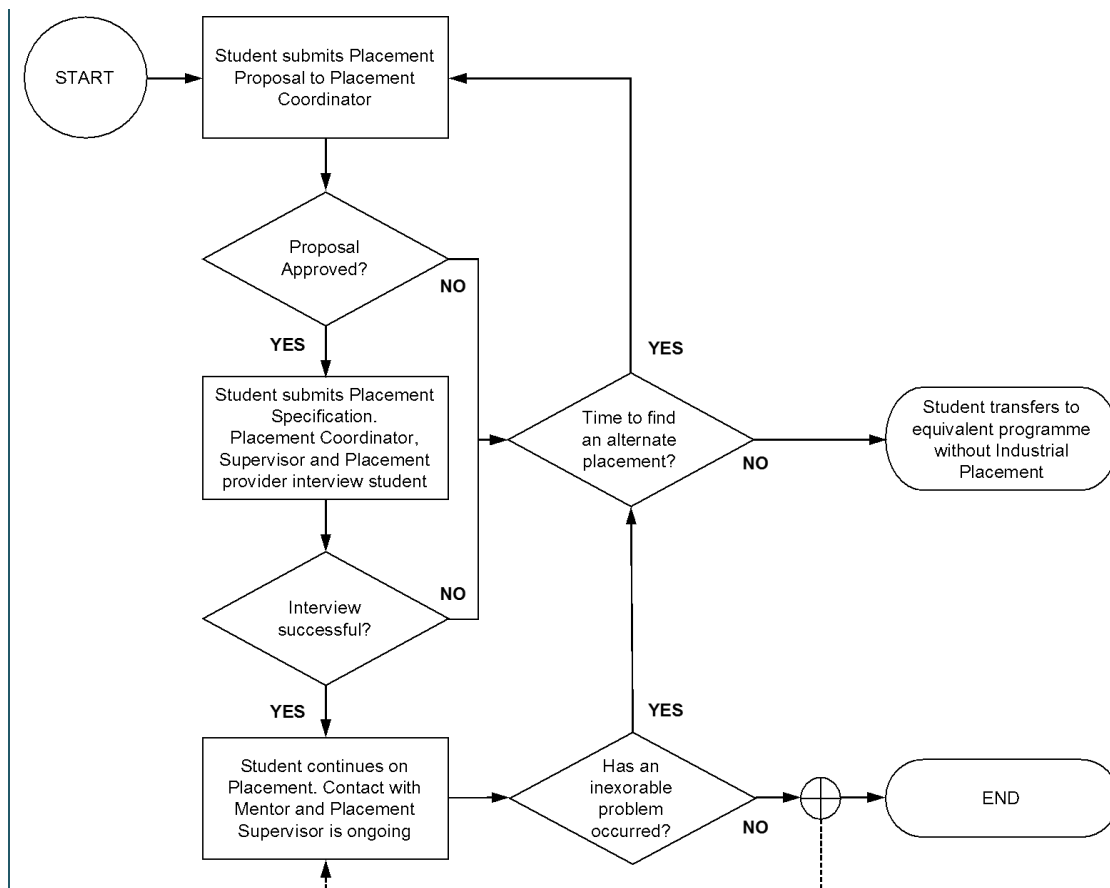 START
Student submits Placement
Proposal to Placement
Coordinator
Proposal
Approved?
NO
YES
Student submits Placement
Specification.
Placement Coordinator,
Supervisor and Placement
provider interview student
YES
Time to find
an alternate
placement?
NO
Student transfers to
equivalent programme
without Industrial
Placement
Interview
successful?
NO
YES
Student continues on
Placement. Contact with
Mentor and Placement
Supervisor is ongoing
YES
Has an
inexorable
problem
occurred?
NO
END